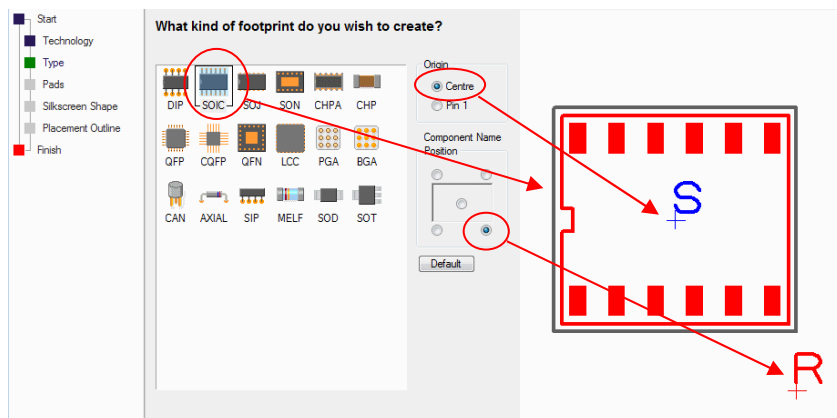 Start
Technology
Type
Pads
Silkscreen Shape
Placement Outline
Finish
What kind of footprint do you wish to create?
DIP SOIC SOJ SON CHPA CHP
QFP CQFP QFN LCC PGA BGA
CAN AXIAL SIP MELF SOD SOT
Origin
Centre
Pin 1
Component Name
Position
Default
S
R